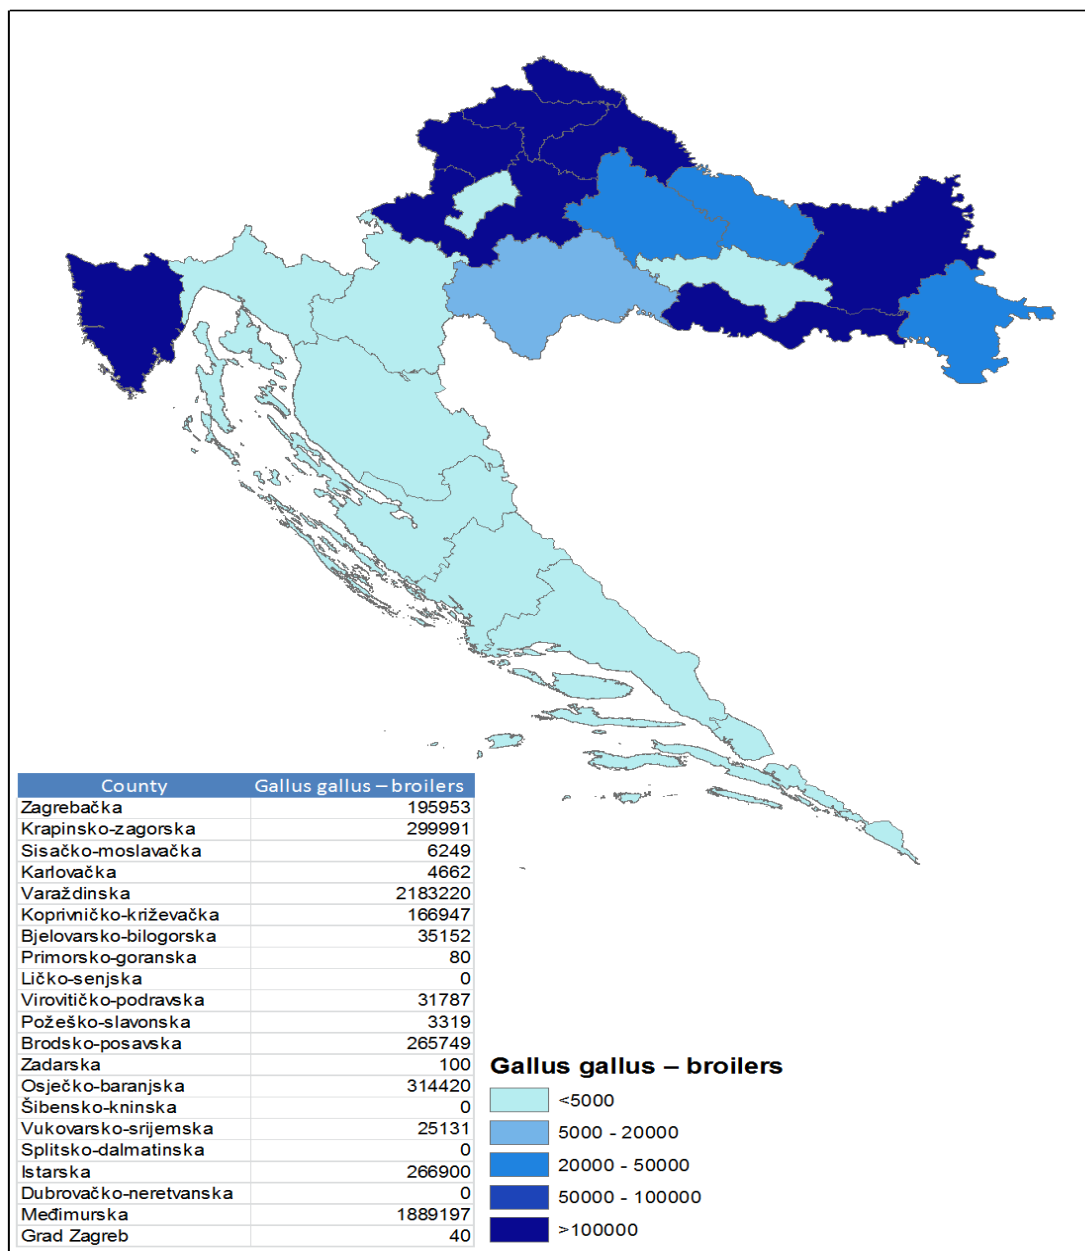 County Gallus gallus – broilers
Zagrebačka 195953
Krapinsko-zagorska 299991
Sisačko-moslavačka 6249
Karlovačka 4662
Varaždinska 2183220
Koprivničko-križevačka 166947
Bjelovarsko-bilogorska 35152
Primorsko-goranska 80
Ličko-senjska 0
Virovitičko-podravska 31787
Požeško-slavonska 3319
Brodsko-posavska 265749
Zadarska 100
Osječko-baranjska 314420
Šibensko-kninska 0
Vukovarsko-srijemska 25131
Splitsko-dalmatinska 0
Istarska 266900
Dubrovačko-neretvanska 0
Međimurska 1889197
Grad Zagreb 40
Gallus gallus – broilers
<5000
5000 - 20000
20000 - 50000
50000 - 100000
>100000